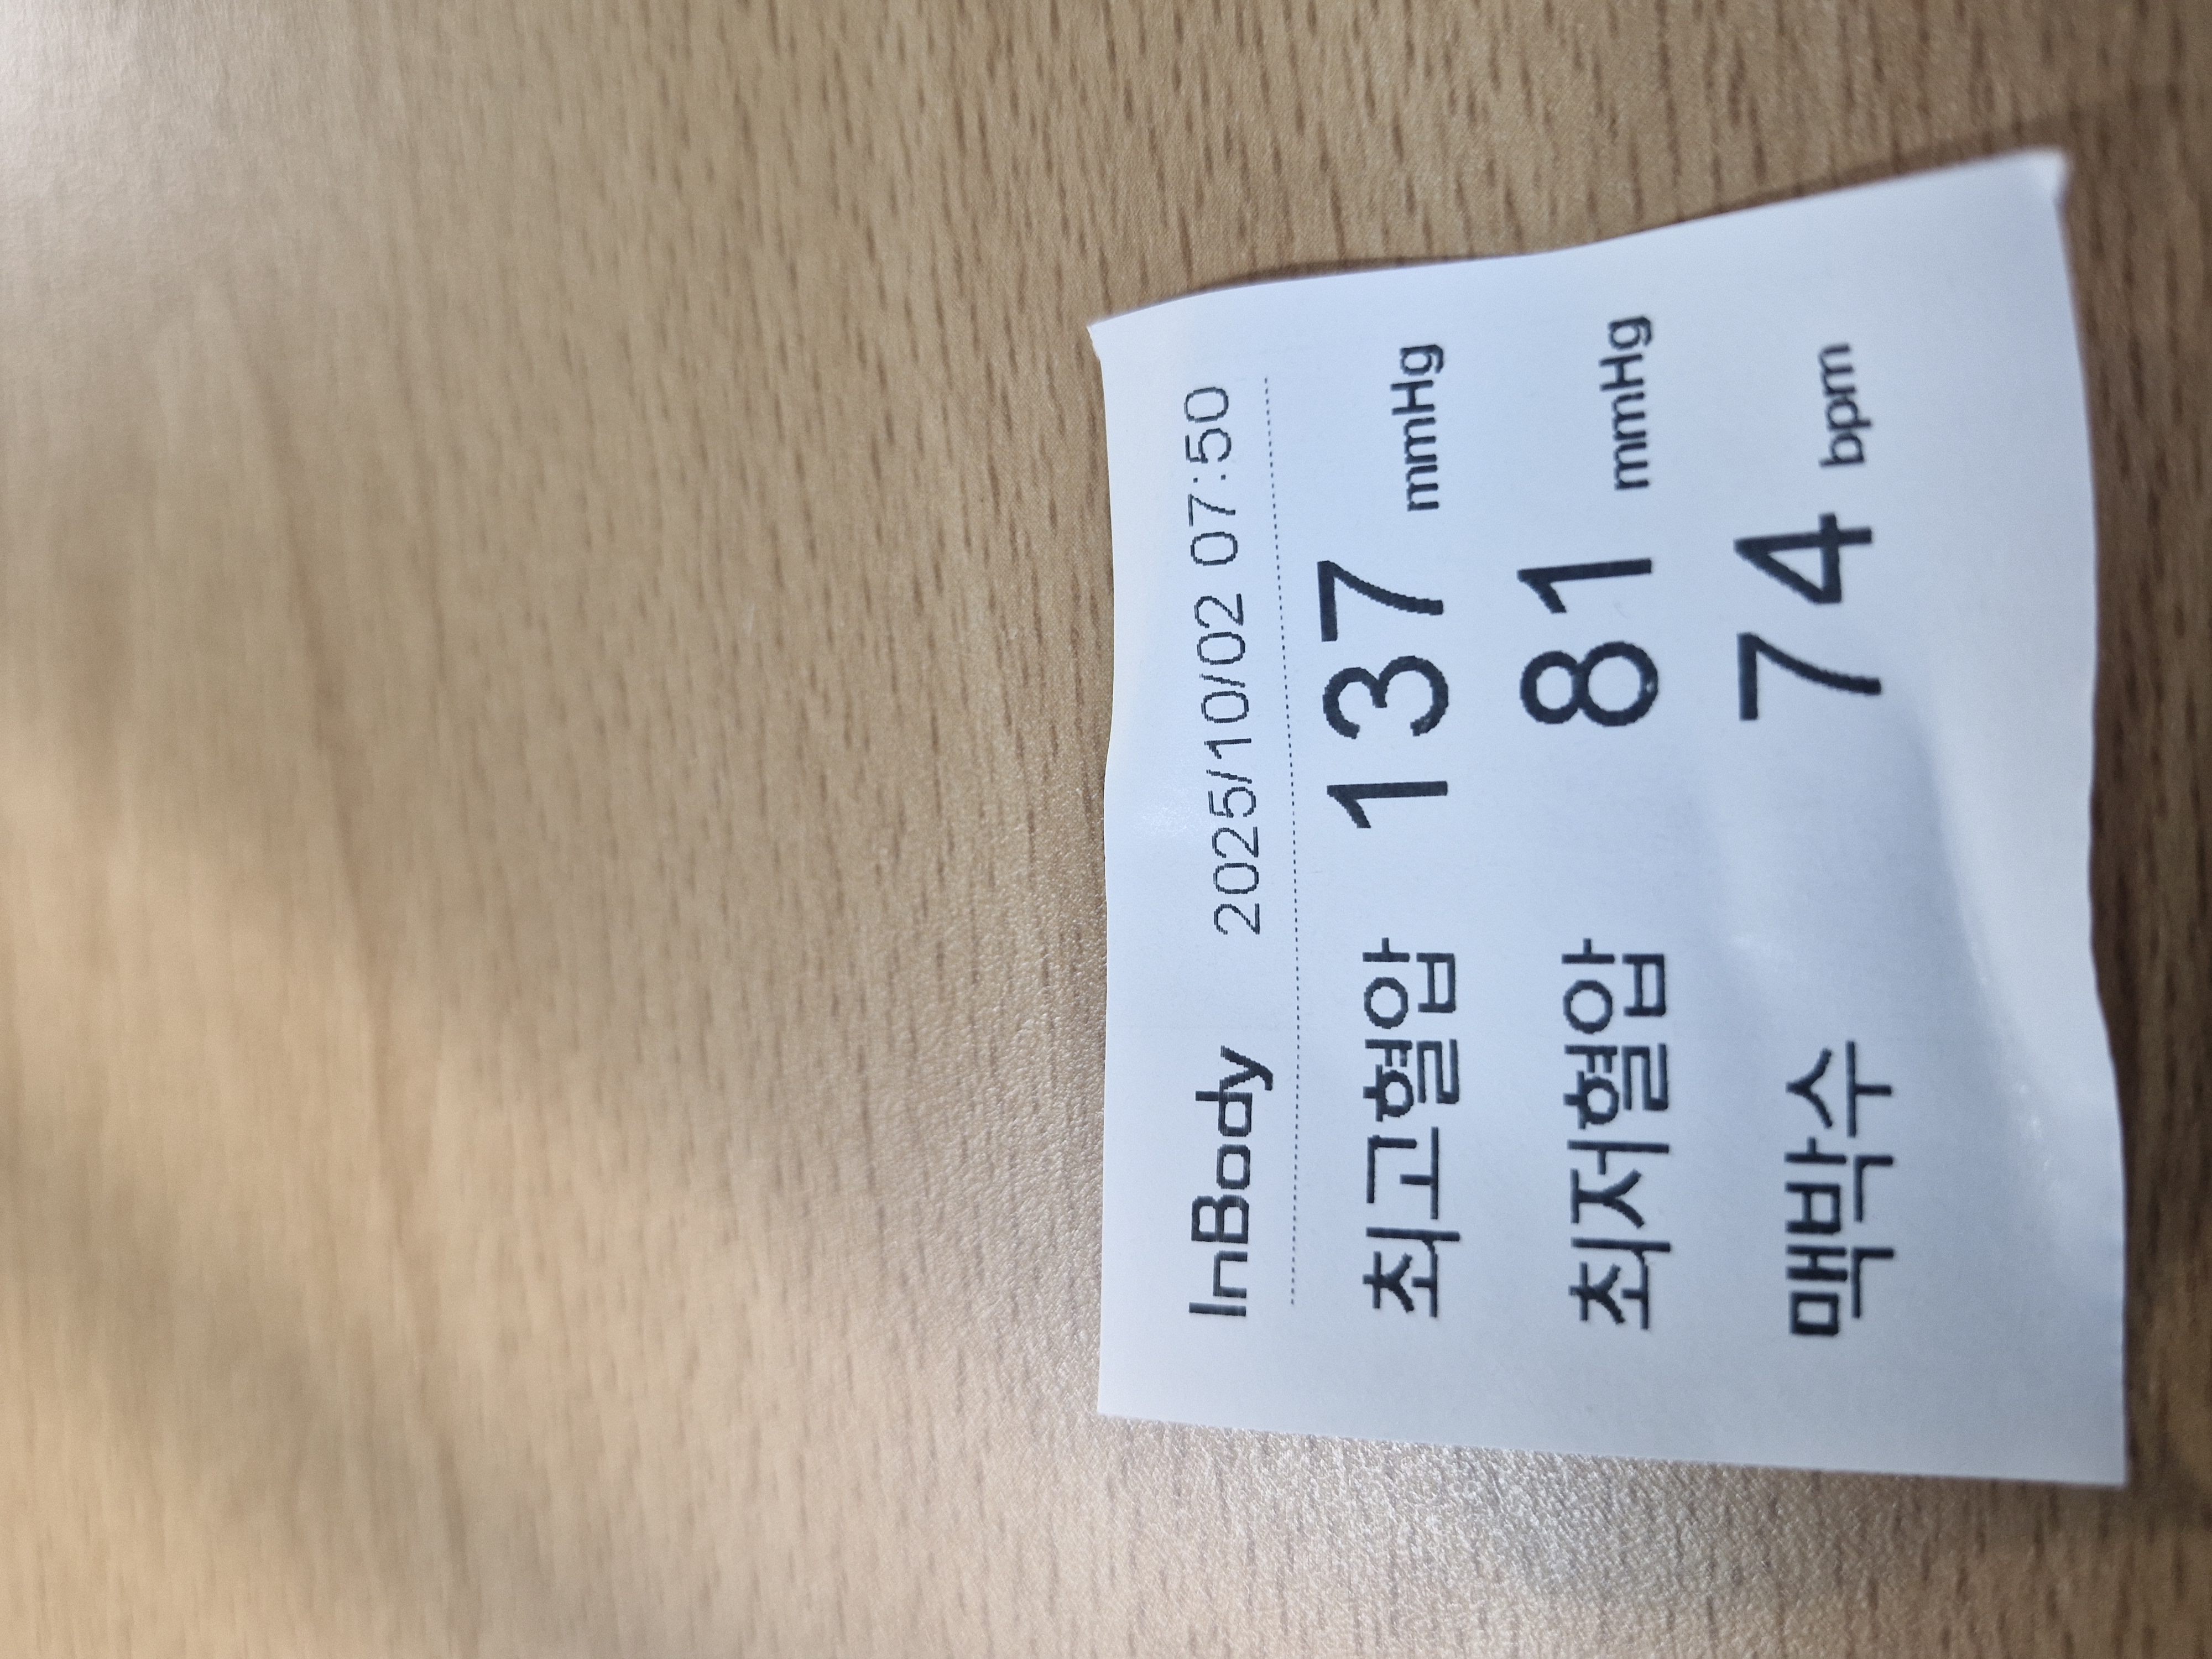 InBody 2025/10/02 07:50
최고혈압 137 mmHg
최저혈압 81 mmHg
맥박수 74 bpm